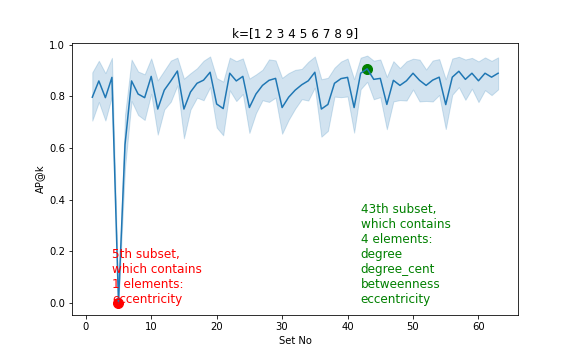 k=[1 2 3 4 5 6 7 8 9]
1.0
0.8
0.6
0.4
0.2
0.0
AP@k
5th subset,
which contains
1 elements:
eccentricity
43th subset,
which contains
4 elements:
degree
degree_cent
betweenness
eccentricity
0 10 20 30 40 50 60
Set No